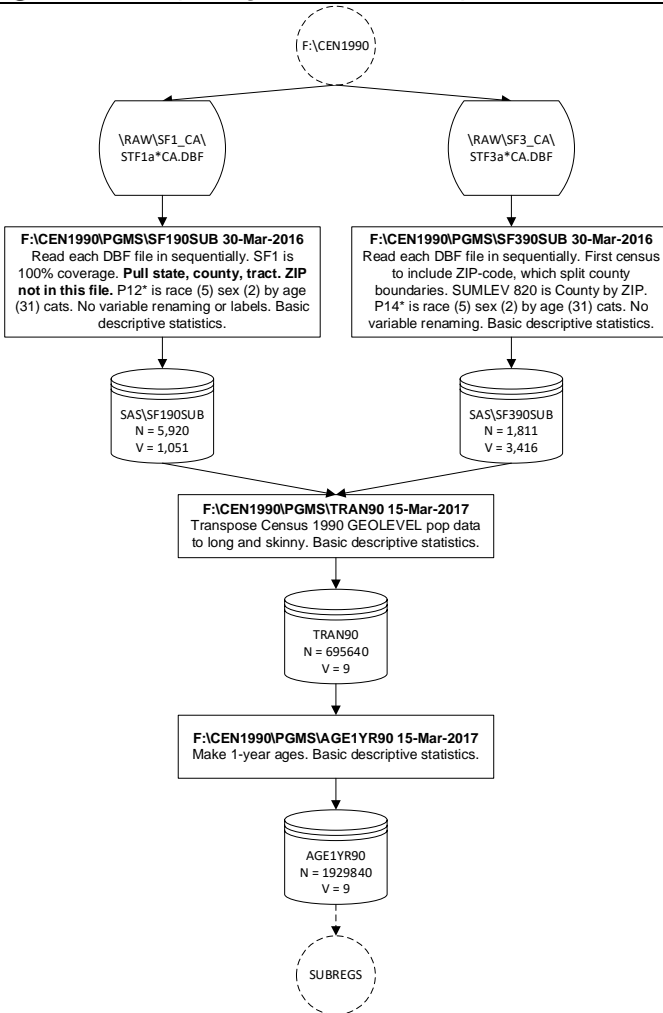 F:\CEN1990
\RAW\SF1_CA\
STF1a*CA.DBF
\RAW\SF3_CA\
STF3a*CA.DBF
F:\CEN1990\PGMS\SF190SUB 30-Mar-2016
Read each DBF file in sequentially. SF1 is
100% coverage. Pull state, county, tract. ZIP
not in this file. P12* is race (5) sex (2) by age
(31) cats. No variable renaming or labels. Basic
descriptive statistics.
F:\CEN1990\PGMS\SF390SUB 30-Mar-2016
Read each DBF file in sequentially. First census
to include ZIP-code, which split county
boundaries. SUMLEV 820 is County by ZIP.
P14* is race (5) sex (2) by age (31) cats. No
variable renaming. Basic descriptive statistics.
SAS\SF190SUB
N = 5,920
V = 1,051
SAS\SF390SUB
N = 1,811
V = 3,416
F:\CEN1990\PGMS\TRAN90 15-Mar-2017
Transpose Census 1990 GEOLEVEL pop data
to long and skinny. Basic descriptive statistics.
TRAN90
N = 695640
V = 9
F:\CEN1990\PGMS\AGE1YR90 15-Mar-2017
Make 1-year ages. Basic descriptive statistics.
AGE1YR90
N = 1929840
V = 9
SUBREGS